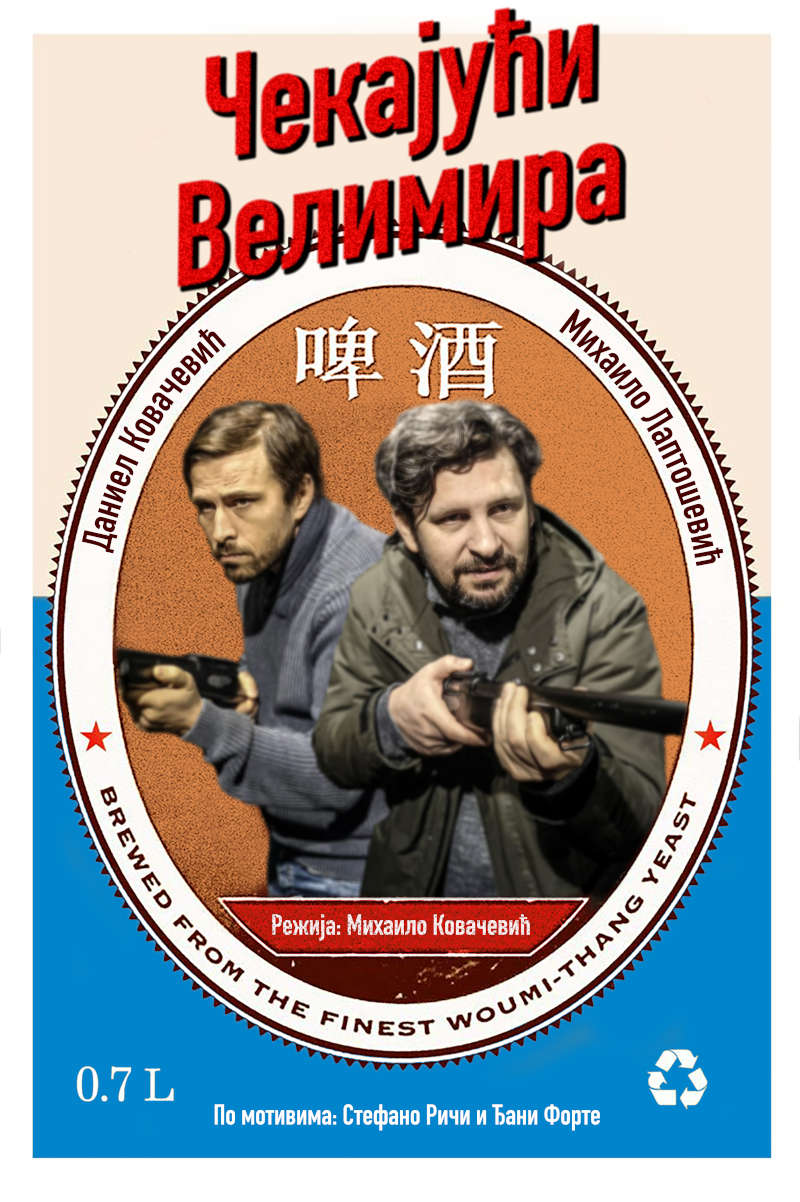 Чекајући
Велимира
啤酒
Даниел Ковачевић
Михаило Лаптошевић
Режија: Михаило Ковачевић
BREWED FROM THE FINEST WOUMI-THANG YEAST
0.7 L
По мотивима: Стефано Ричи и Ђани Форте